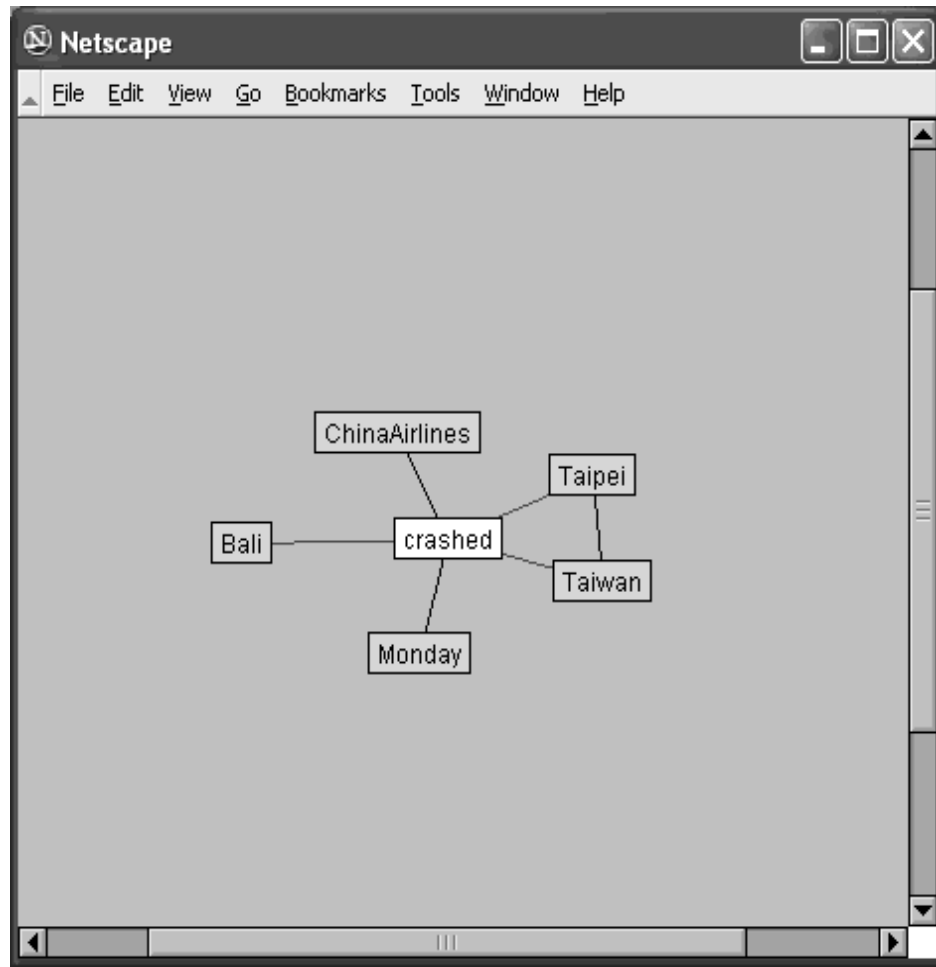 Netscape
File Edit View Go Bookmarks Tools Window Help
ChinaAirlines
Taipei
Bali
crashed
Taiwan
Monday